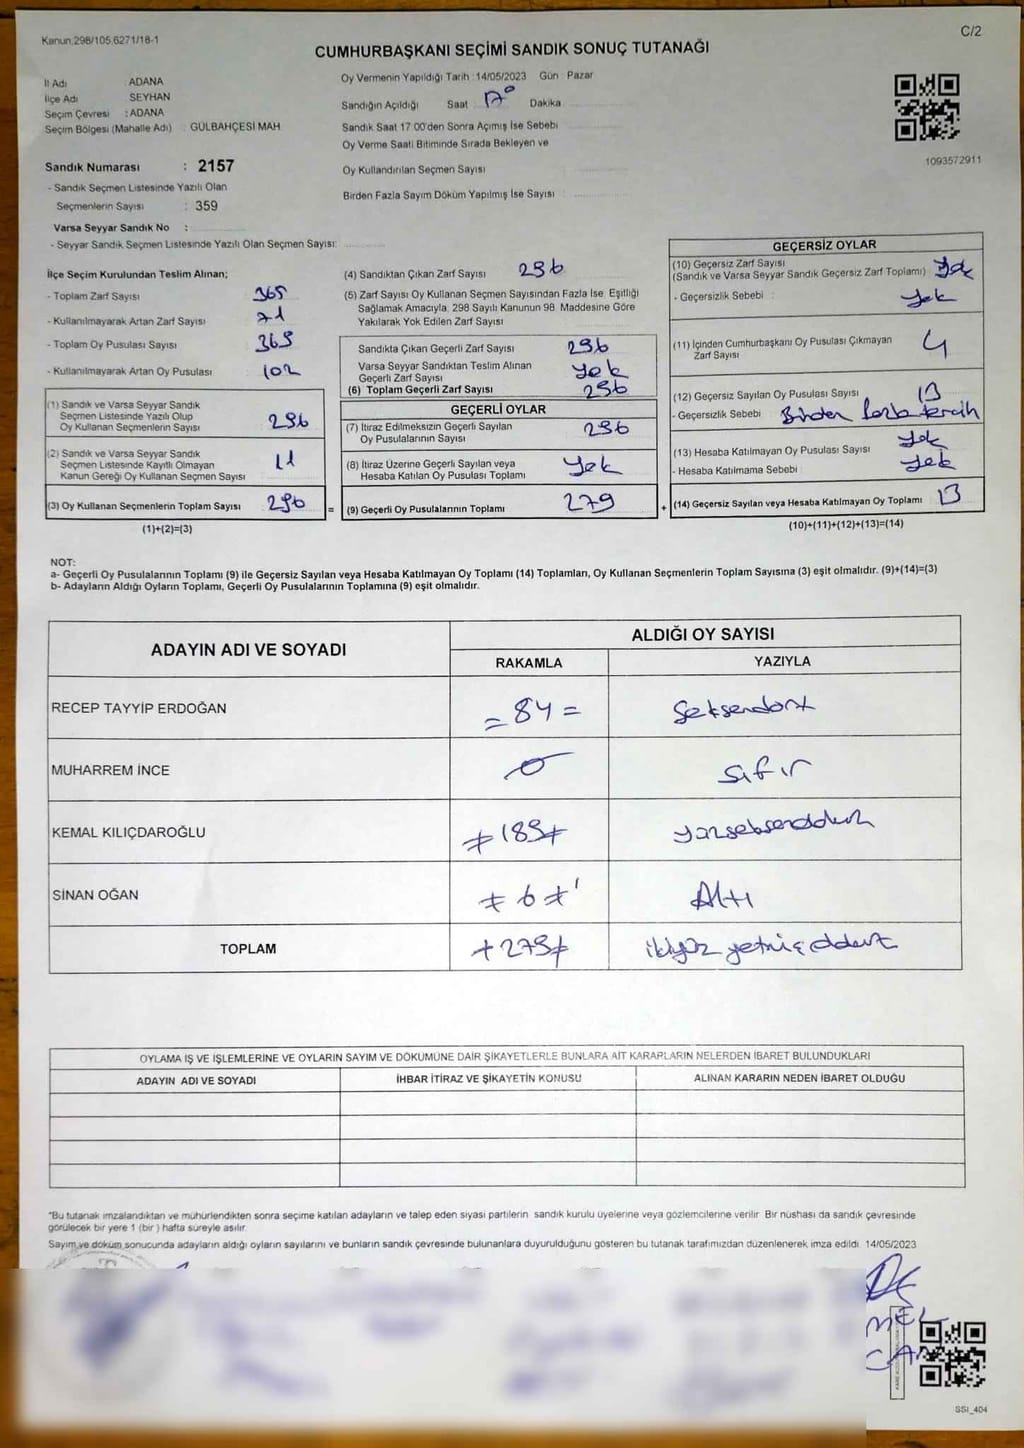 Kanun:298/105,6271/18-1
C/2
CUMHURBAŞKANI SEÇİMİ SANDIK SONUÇ TUTANAĞI
İl Adı : ADANA
İlçe Adı SEYHAN
Seçim Çevresi : ADANA
Seçim Bölgesi (Mahalle Adı) : GÜLBAHÇESİ MAH
Oy Vermenin Yapıldığı Tarih :14/05/2023 Gün : Pazar
Sandığın Açıldığı Saat : 17° Dakika
Sandık Saat 17:00'den Sonra Açımış İse Sebebi
Oy Verme Saati Bitiminde Sırada Bekleyen ve
Oy Kullandırılan Seçmen Sayısı
Birden Fazla Sayım Döküm Yapılmış İse Sayısı
1093572911
Sandık Numarası : 2157
- Sandık Seçmen Listesinde Yazılı Olan
Seçmenlerin Sayısı : 359
Varsa Seyyar Sandık No :
- Seyyar Sandık Seçmen Listesinde Yazılı Olan Seçmen Sayısı:
İlçe Seçim Kurulundan Teslim Alınan;
- Toplam Zarf Sayısı 365
- Kullanılmayarak Artan Zarf Sayısı 71
- Toplam Oy Pusulası Sayısı 365
- Kullanılmayarak Artan Oy Pusulası 102
(1) Sandık ve Varsa Seyyar Sandık
Seçmen Listesinde Yazılı Olup
Oy Kullanan Seçmenlerin Sayısı 296
(2) Sandık ve Varsa Seyyar Sandık
Seçmen Listesinde Kayıtlı Olmayan
Kanun Gereği Oy Kullanan Seçmen Sayısı 11
(3) Oy Kullanan Seçmenlerin Toplam Sayısı 296
(1)+(2)=(3)
=
(4) Sandıktan Çıkan Zarf Sayısı 296
(5) Zarf Sayısı Oy Kullanan Seçmen Sayısından Fazla İse, Eşitliği
Sağlamak Amacıyla, 298 Sayılı Kanunun 98. Maddesine Göre
Yakılarak Yok Edilen Zarf Sayısı
Sandıkta Çıkan Geçerli Zarf Sayısı 296
Varsa Seyyar Sandıktan Teslim Alınan
Geçerli Zarf Sayısı Yok
(6) Toplam Geçerli Zarf Sayısı 296
GEÇERLİ OYLAR
(7) İtiraz Edilmeksizin Geçerli Sayılan
Oy Pusulalarının Sayısı 296
(8) İtiraz Üzerine Geçerli Sayılan veya
Hesaba Katılan Oy Pusulası Toplamı Yok
(9) Geçerli Oy Pusulalarının Toplamı 279
+
GEÇERSİZ OYLAR
(10) Geçersiz Zarf Sayısı
(Sandık ve Varsa Seyyar Sandık Geçersiz Zarf Toplamı) Yok
- Geçersizlik Sebebi : Yok
(11) İçinden Cumhurbaşkanı Oy Pusulası Çıkmayan
Zarf Sayısı 4
(12) Geçersiz Sayılan Oy Pusulası Sayısı 13
- Geçersizlik Sebebi : Birden fazla tercih
(13) Hesaba Katılmayan Oy Pusulası Sayısı Yok
- Hesaba Katılmama Sebebi Yok
(14) Geçersiz Sayılan veya Hesaba Katılmayan Oy Toplamı 13
(10)+(11)+(12)+(13)=(14)
NOT:
a- Geçerli Oy Pusulalarının Toplamı (9) ile Geçersiz Sayılan veya Hesaba Katılmayan Oy Toplamı (14) Toplamları, Oy Kullanan Seçmenlerin Toplam Sayısına (3) eşit olmalıdır. (9)+(14)=(3)
b- Adayların Aldığı Oyların Toplamı, Geçerli Oy Pusulalarının Toplamına (9) eşit olmalıdır.
ADAYIN ADI VE SOYADI ALDIĞI OY SAYISI
RAKAMLA YAZIYLA
RECEP TAYYİP ERDOĞAN =84= Seksendört
MUHARREM İNCE 0 sıfır
KEMAL KILIÇDAROĞLU 189
SİNAN OĞAN 6 Altı
TOPLAM 279
OYLAMA İŞ VE İŞLEMLERİNE VE OYLARIN SAYIM VE DÖKÜMÜNE DAİR ŞİKAYETLERLE BUNLARA AİT KARARLARIN NELERDEN İBARET BULUNDUKLARI
ADAYIN ADI VE SOYADI İHBAR İTİRAZ VE ŞİKAYETİN KONUSU ALINAN KARARIN NEDEN İBARET OLDUĞU
"Bu tutanak imzalandıktan ve mühürlendikten sonra seçime katılan adayların ve talep eden siyasi partilerin sandık kurulu üyelerine veya gözlemcilerine verilir. Bir nüshası da sandık çevresinde
görülecek bir yere 1 (bir ) hafta süreyle asılır.
Sayım ve döküm sonucunda adayların aldığı oyların sayılarını ve bunların sandık çevresinde bulunanlara duyurulduğunu gösteren bu tutanak tarafımızdan düzenlenerek imza edildi. 14/05/2023
SSI_404